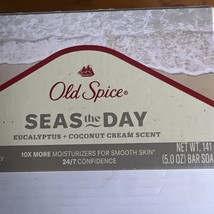 Old Spice®
SEAS the DAY
EUCALYPTUS + COCONUT CREAM SCENT
10X MORE MOISTURIZERS FOR SMOOTH SKIN*
24/7 CONFIDENCE
NET WT. 141
(5.0 OZ) BAR SOA